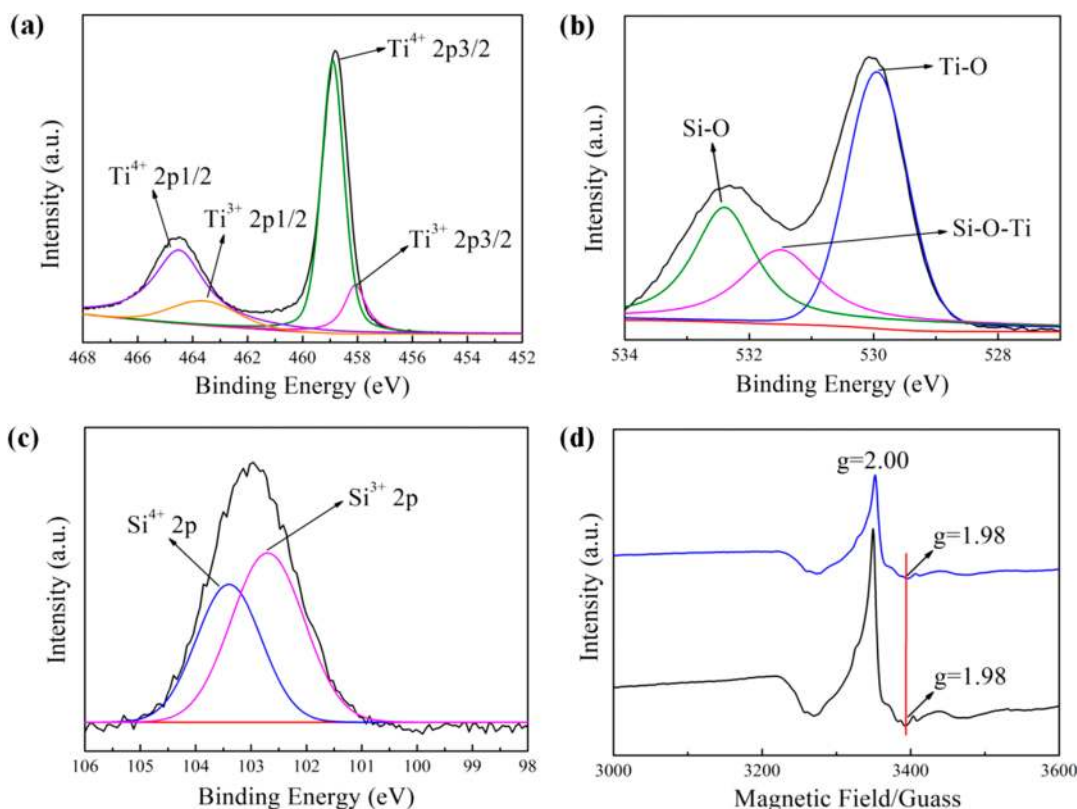 (a)
Ti⁴⁺ 2p3/2
Ti⁴⁺ 2p1/2
Ti³⁺ 2p1/2
Ti³⁺ 2p3/2
Intensity (a.u.)
468 466 464 462 460 458 456 454 452
Binding Energy (eV)
(b)
Ti-O
Si-O
Si-O-Ti
Intensity (a.u.)
534 532 530 528
Binding Energy (eV)
(c)
Si³⁺ 2p
Si⁴⁺ 2p
Intensity (a.u.)
106 105 104 103 102 101 100 99 98
Binding Energy (eV)
(d)
g=2.00
g=1.98
g=1.98
Intensity (a.u.)
3000 3200 3400 3600
Magnetic Field/Guass